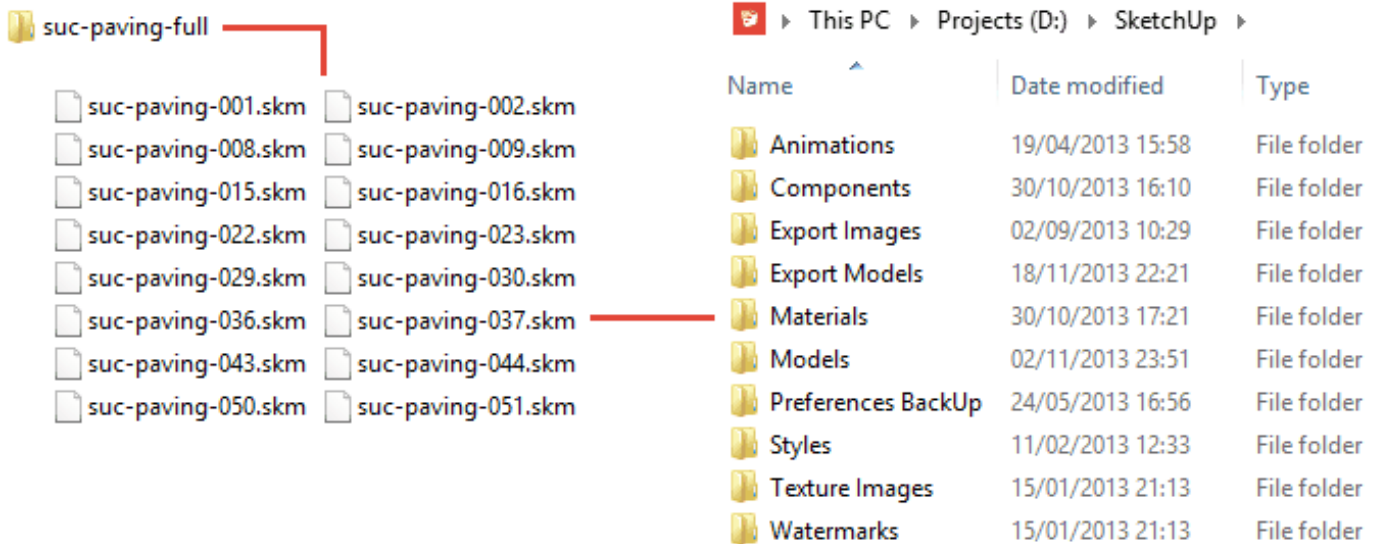 suc-paving-full
suc-paving-001.skm suc-paving-002.skm
suc-paving-008.skm suc-paving-009.skm
suc-paving-015.skm suc-paving-016.skm
suc-paving-022.skm suc-paving-023.skm
suc-paving-029.skm suc-paving-030.skm
suc-paving-036.skm suc-paving-037.skm
suc-paving-043.skm suc-paving-044.skm
suc-paving-050.skm suc-paving-051.skm
This PC Projects (D:) SketchUp
Name Date modified Type
Animations 19/04/2013 15:58 File folder
Components 30/10/2013 16:10 File folder
Export Images 02/09/2013 10:29 File folder
Export Models 18/11/2013 22:21 File folder
Materials 30/10/2013 17:21 File folder
Models 02/11/2013 23:51 File folder
Preferences BackUp 24/05/2013 16:56 File folder
Styles 11/02/2013 12:33 File folder
Texture Images 15/01/2013 21:13 File folder
Watermarks 15/01/2013 21:13 File folder